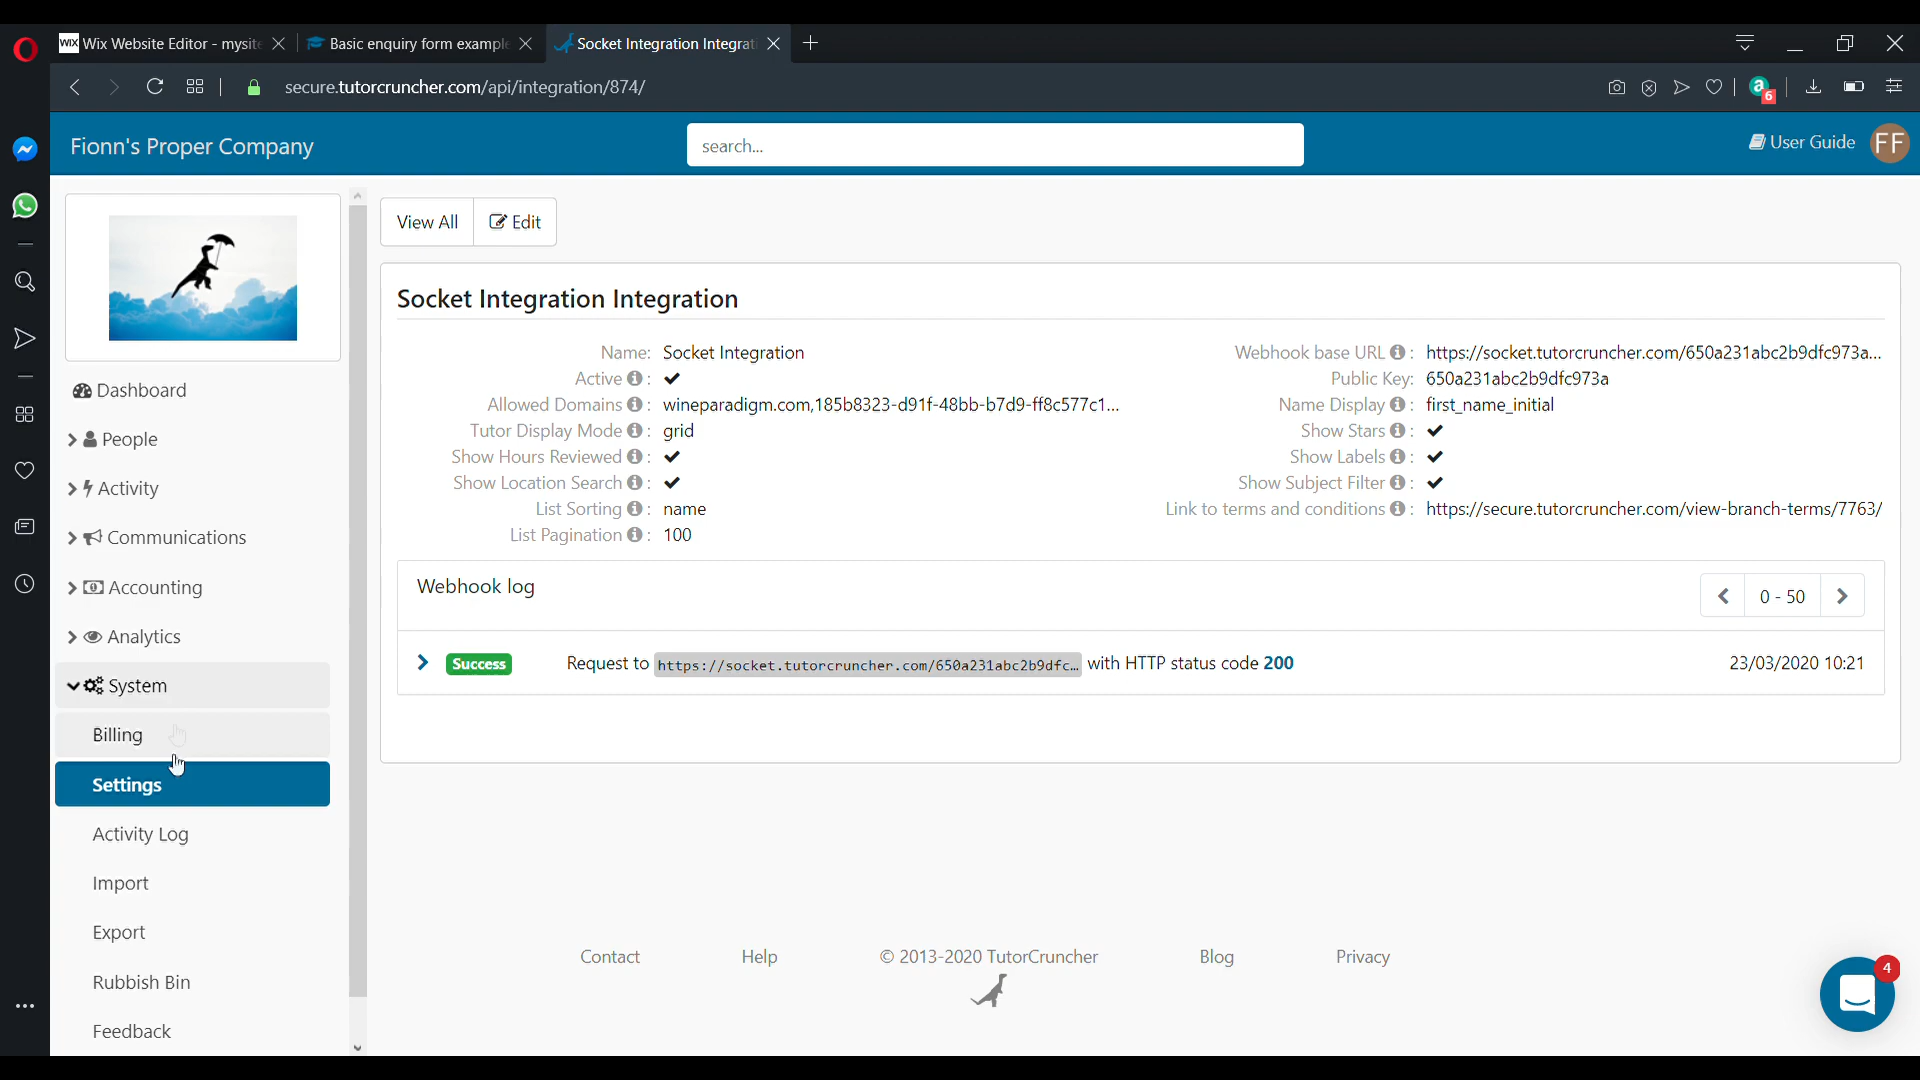 WIX Wix Website Editor - mysite
Basic enquiry form example
Socket Integration Integrat
secure.tutorcruncher.com/api/integration/874/
a 6
Fionn's Proper Company
search...
User Guide
FF
View All
Edit
Socket Integration Integration
Name: Socket Integration
Active : ✔
Allowed Domains : wineparadigm.com,185b8323-d91f-48bb-b7d9-ff8c577c1...
Tutor Display Mode : grid
Show Hours Reviewed : ✔
Show Location Search : ✔
List Sorting : name
List Pagination : 100
Webhook base URL : https://socket.tutorcruncher.com/650a231abc2b9dfc973a...
Public Key: 650a231abc2b9dfc973a
Name Display : first_name_initial
Show Stars : ✔
Show Labels : ✔
Show Subject Filter : ✔
Link to terms and conditions : https://secure.tutorcruncher.com/view-branch-terms/7763/
Dashboard
People
Activity
Communications
Accounting
Analytics
System
Billing
Settings
Activity Log
Import
Export
Rubbish Bin
Feedback
Webhook log
0 - 50
Success Request to https://socket.tutorcruncher.com/650a231abc2b9dfc... with HTTP status code 200 23/03/2020 10:21
Contact Help © 2013-2020 TutorCruncher Blog Privacy
4